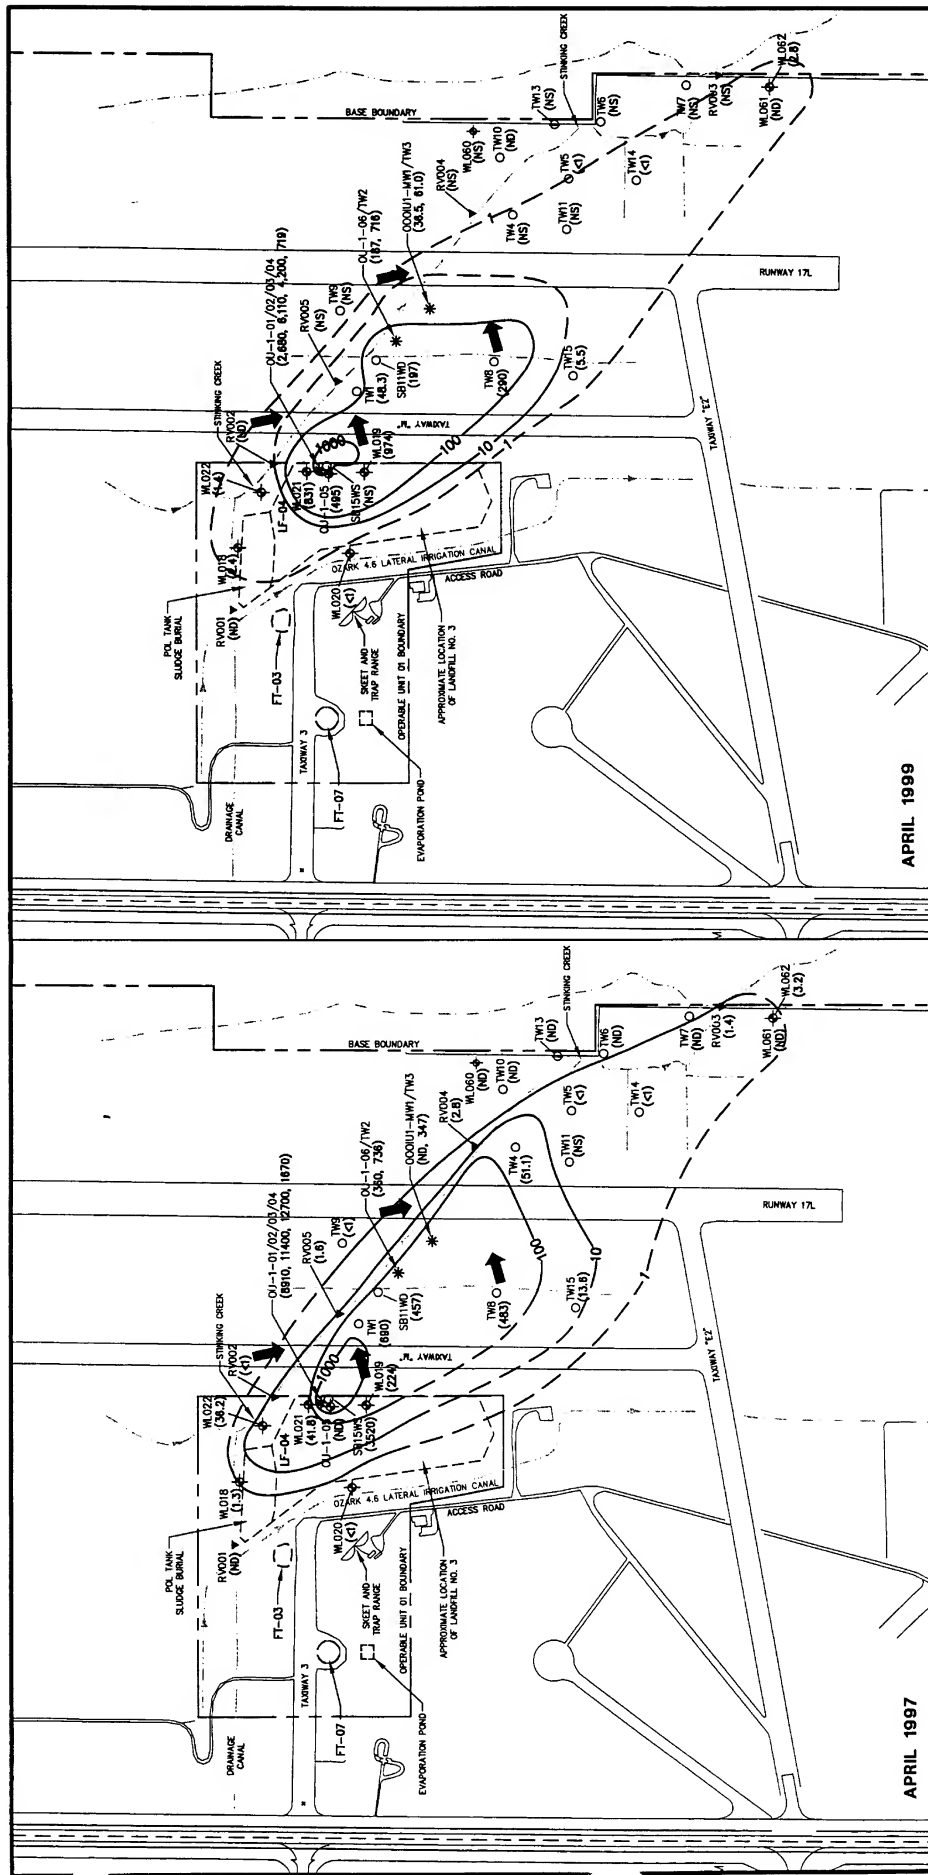 BASE BOUNDARY
STINKING CREEK
TW13
(NS)
WL060
(NS)
TW10
(ND)
TW6
(NS)
TW7
(NS)
RV003
(NS)
WL061
(ND)
WL062
(2.8)
RV004
(NS)
TW5
(<1)
TW14
(<1)
TW4
(NS)
TW11
(NS)
000IU1-MW1/TW3
(36.5, 61.0)
OU-1-06/TW2
(187, 716)
OU-1-01/02/03/04
(2,680, 6,110, 4,200, 719)
RV005
(NS)
TW9
(NS)
RUNWAY 17L
STINKING CREEK
RV002
(ND)
TW1
(48.3)
SB11WD
(197)
TW8
(290)
TW15
(5.5)
TAXIWAY "M"
1000
100
10
1
WL022
(1.4)
LF-04
WL021
(831)
OU-1-05
(495)
SB15WS
(NS)
WL019
(974)
TAXIWAY "E2"
WL018
(2.4)
POL TANK
SLUDGE BURIAL
RV001
(ND)
FT-03
WL020
(<1)
OZARK 4.6 LATERAL IRRIGATION CANAL
ACCESS ROAD
SKEET AND
TRAP RANGE
OPERABLE UNIT 01 BOUNDARY
APPROXIMATE LOCATION
OF LANDFILL NO. 3
DRAINAGE
CANAL
TAXIWAY 3
FT-07
EVAPORATION POND
M
APRIL 1999
BASE BOUNDARY
STINKING CREEK
TW13
(ND)
WL060
(ND)
TW10
(ND)
TW6
(ND)
TW7
(ND)
RV003
(1.4)
WL061
(ND)
WL062
(3.2)
RV004
(2.8)
TW5
(<1)
TW14
(<1)
TW4
(51.1)
TW11
(NS)
000IU1-MW1/TW3
(ND, 347)
OU-1-06/TW2
(360, 736)
OU-1-01/02/03/04
(8910, 11400, 12700, 1670)
RV005
(1.6)
TW9
(<1)
RUNWAY 17L
STINKING CREEK
RV002
(<1)
TW1
(690)
SB11WD
(457)
TW8
(483)
TW15
(13.6)
TAXIWAY "M"
1000
100
10
1
WL022
(36.2)
LF-04
WL021
(41.8)
OU-1-05
(ND)
SB15WS
(3520)
WL019
(224)
TAXIWAY "E2"
WL018
(1.3)
POL TANK
SLUDGE BURIAL
RV001
(ND)
FT-03
WL020
(<1)
OZARK 4.6 LATERAL IRRIGATION CANAL
ACCESS ROAD
SKEET AND
TRAP RANGE
OPERABLE UNIT 01 BOUNDARY
APPROXIMATE LOCATION
OF LANDFILL NO. 3
DRAINAGE
CANAL
TAXIWAY 3
FT-07
EVAPORATION POND
M
APRIL 1997